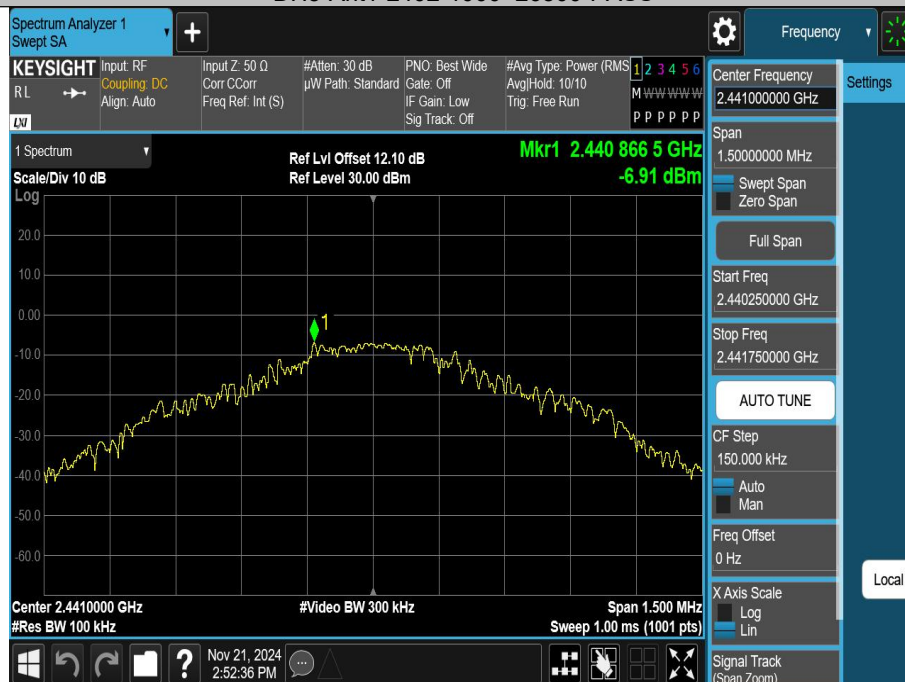 Spectrum Analyzer 1
Swept SA
+
Frequency
KEYSIGHT
RL
LXI
Input: RF
Coupling: DC
Align: Auto
Input Z: 50 Ω
Corr CCorr
Freq Ref: Int (S)
#Atten: 30 dB
µW Path: Standard
PNO: Best Wide
Gate: Off
IF Gain: Low
Sig Track: Off
#Avg Type: Power (RMS
Avg|Hold: 10/10
Trig: Free Run
1 2 3 4 5 6
M W W W W W
P P P P P P
1 Spectrum
Scale/Div 10 dB
Log
Ref Lvl Offset 12.10 dB
Ref Level 30.00 dBm
Mkr1 2.440 866 5 GHz
-6.91 dBm
20.0
10.0
0.00
-10.0
-20.0
-30.0
-40.0
-50.0
-60.0
1
Center 2.4410000 GHz
#Res BW 100 kHz
#Video BW 300 kHz
Span 1.500 MHz
Sweep 1.00 ms (1001 pts)
Center Frequency
2.441000000 GHz
Settings
Span
1.50000000 MHz
Swept Span
Zero Span
Full Span
Start Freq
2.440250000 GHz
Stop Freq
2.441750000 GHz
AUTO TUNE
CF Step
150.000 kHz
Auto
Man
Freq Offset
0 Hz
Local
X Axis Scale
Log
Lin
Signal Track
(Span Zoom)
?
Nov 21, 2024
2:52:36 PM